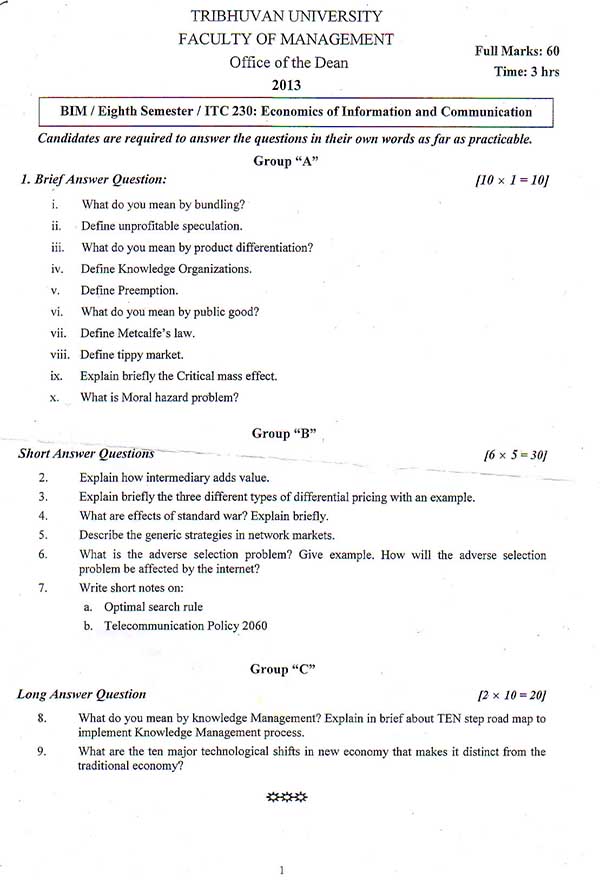 TRIBHUVAN UNIVERSITY
FACULTY OF MANAGEMENT
Office of the Dean
2013
Full Marks: 60
Time: 3 hrs
BIM / Eighth Semester / ITC 230: Economics of Information and Communication
Candidates are required to answer the questions in their own words as far as practicable.
Group “A”
1. Brief Answer Question: [10 × 1 = 10]
i. What do you mean by bundling?
ii. Define unprofitable speculation.
iii. What do you mean by product differentiation?
iv. Define Knowledge Organizations.
v. Define Preemption.
vi. What do you mean by public good?
vii. Define Metcalfe's law.
viii. Define tippy market.
ix. Explain briefly the Critical mass effect.
x. What is Moral hazard problem?
Group “B”
Short Answer Questions [6 × 5 = 30]
2. Explain how intermediary adds value.
3. Explain briefly the three different types of differential pricing with an example.
4. What are effects of standard war? Explain briefly.
5. Describe the generic strategies in network markets.
6. What is the adverse selection problem? Give example. How will the adverse selection
problem be affected by the internet?
7. Write short notes on:
a. Optimal search rule
b. Telecommunication Policy 2060
Group “C”
Long Answer Question [2 × 10 = 20]
8. What do you mean by knowledge Management? Explain in brief about TEN step road map to
implement Knowledge Management process.
9. What are the ten major technological shifts in new economy that makes it distinct from the
traditional economy?
1